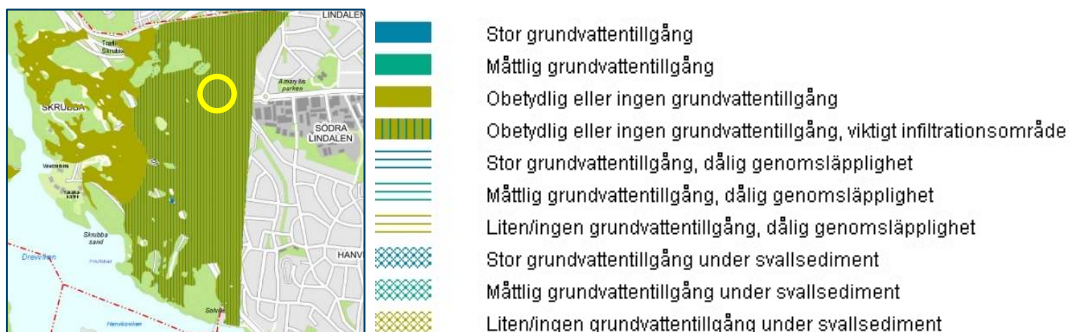 LINDALEN
SKRUBBA
Amaryllis
parken
SÖDRA
LINDALEN
Skrubba
sand
Drevviken
HANV
Stor grundvattentillgång
Måttlig grundvattentillgång
Obetydlig eller ingen grundvattentillgång
Obetydlig eller ingen grundvattentillgång, viktigt infiltrationsområde
Stor grundvattentillgång, dålig genomsläpplighet
Måttlig grundvattentillgång, dålig genomsläpplighet
Liten/ingen grundvattentillgång, dålig genomsläpplighet
Stor grundvattentillgång under svallsediment
Måttlig grundvattentillgång under svallsediment
Liten/ingen grundvattentillgång under svallsediment